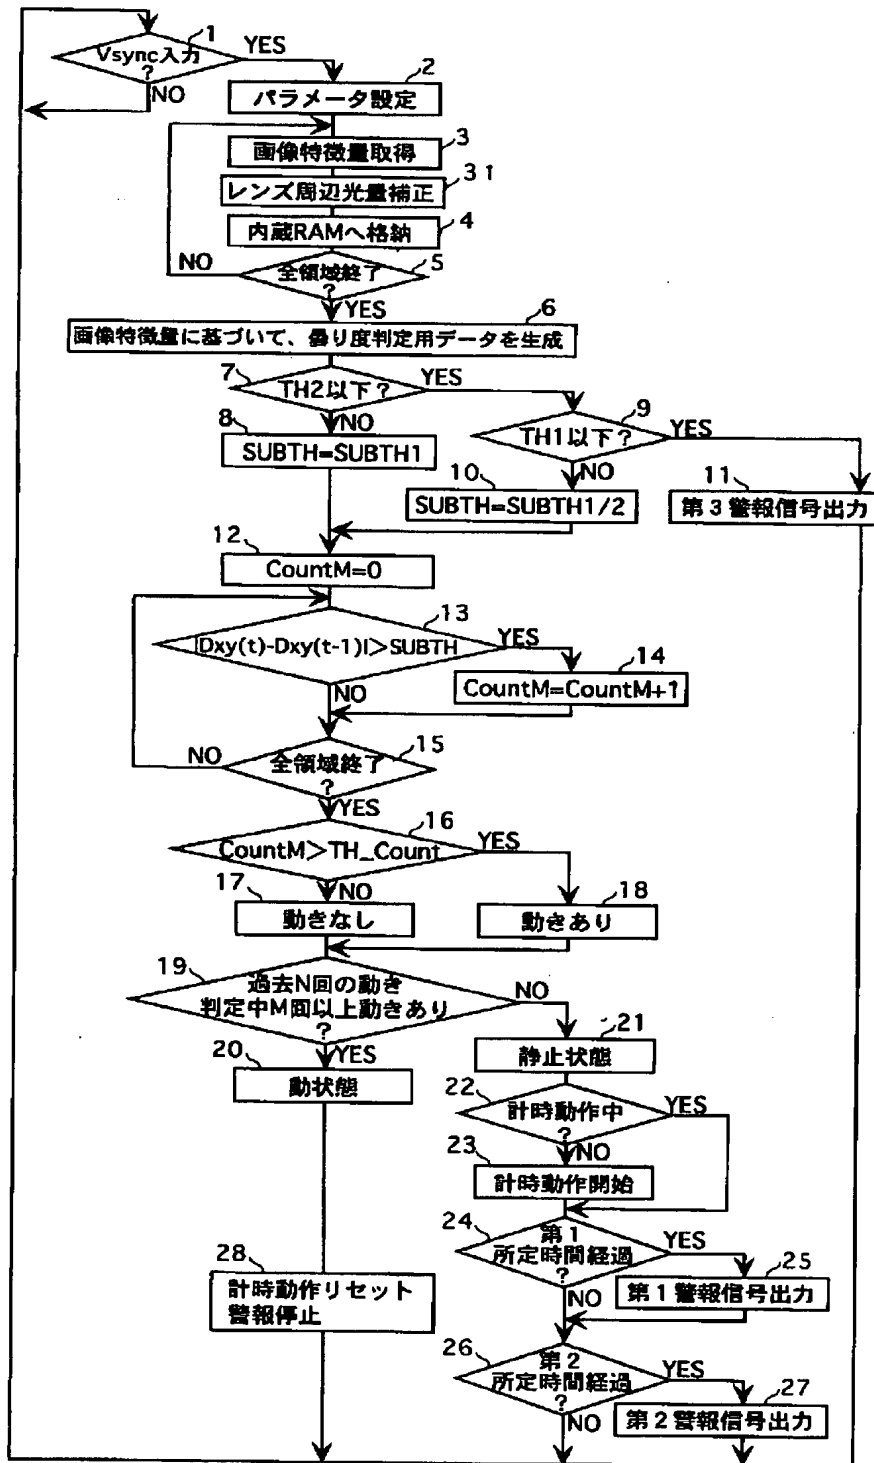 1
Vsync入力
?
YES
NO
2
パラメータ設定
3
画像特徴量取得
31
レンズ周辺光量補正
4
内蔵RAMへ格納
5
全領域終了
?
NO
YES
6
画像特徴量に基づいて、曇り度判定用データを生成
7
TH2以下?
YES
NO
8
SUBTH=SUBTH1
9
TH1以下?
YES
NO
10
SUBTH=SUBTH1/2
11
第3警報信号出力
12
CountM=0
13
|Dxy(t)-Dxy(t-1)|>SUBTH
YES
NO
14
CountM=CountM+1
15
全領域終了
?
NO
YES
16
CountM>TH_Count
YES
NO
17
動きなし
18
動きあり
19
過去N回の動き
判定中M回以上動きあり
?
NO
YES
20
動状態
21
静止状態
22
計時動作中
?
YES
NO
23
計時動作開始
24
第1
所定時間経過
?
YES
NO
25
第1警報信号出力
26
第2
所定時間経過
?
YES
NO
27
第2警報信号出力
28
計時動作リセット
警報停止